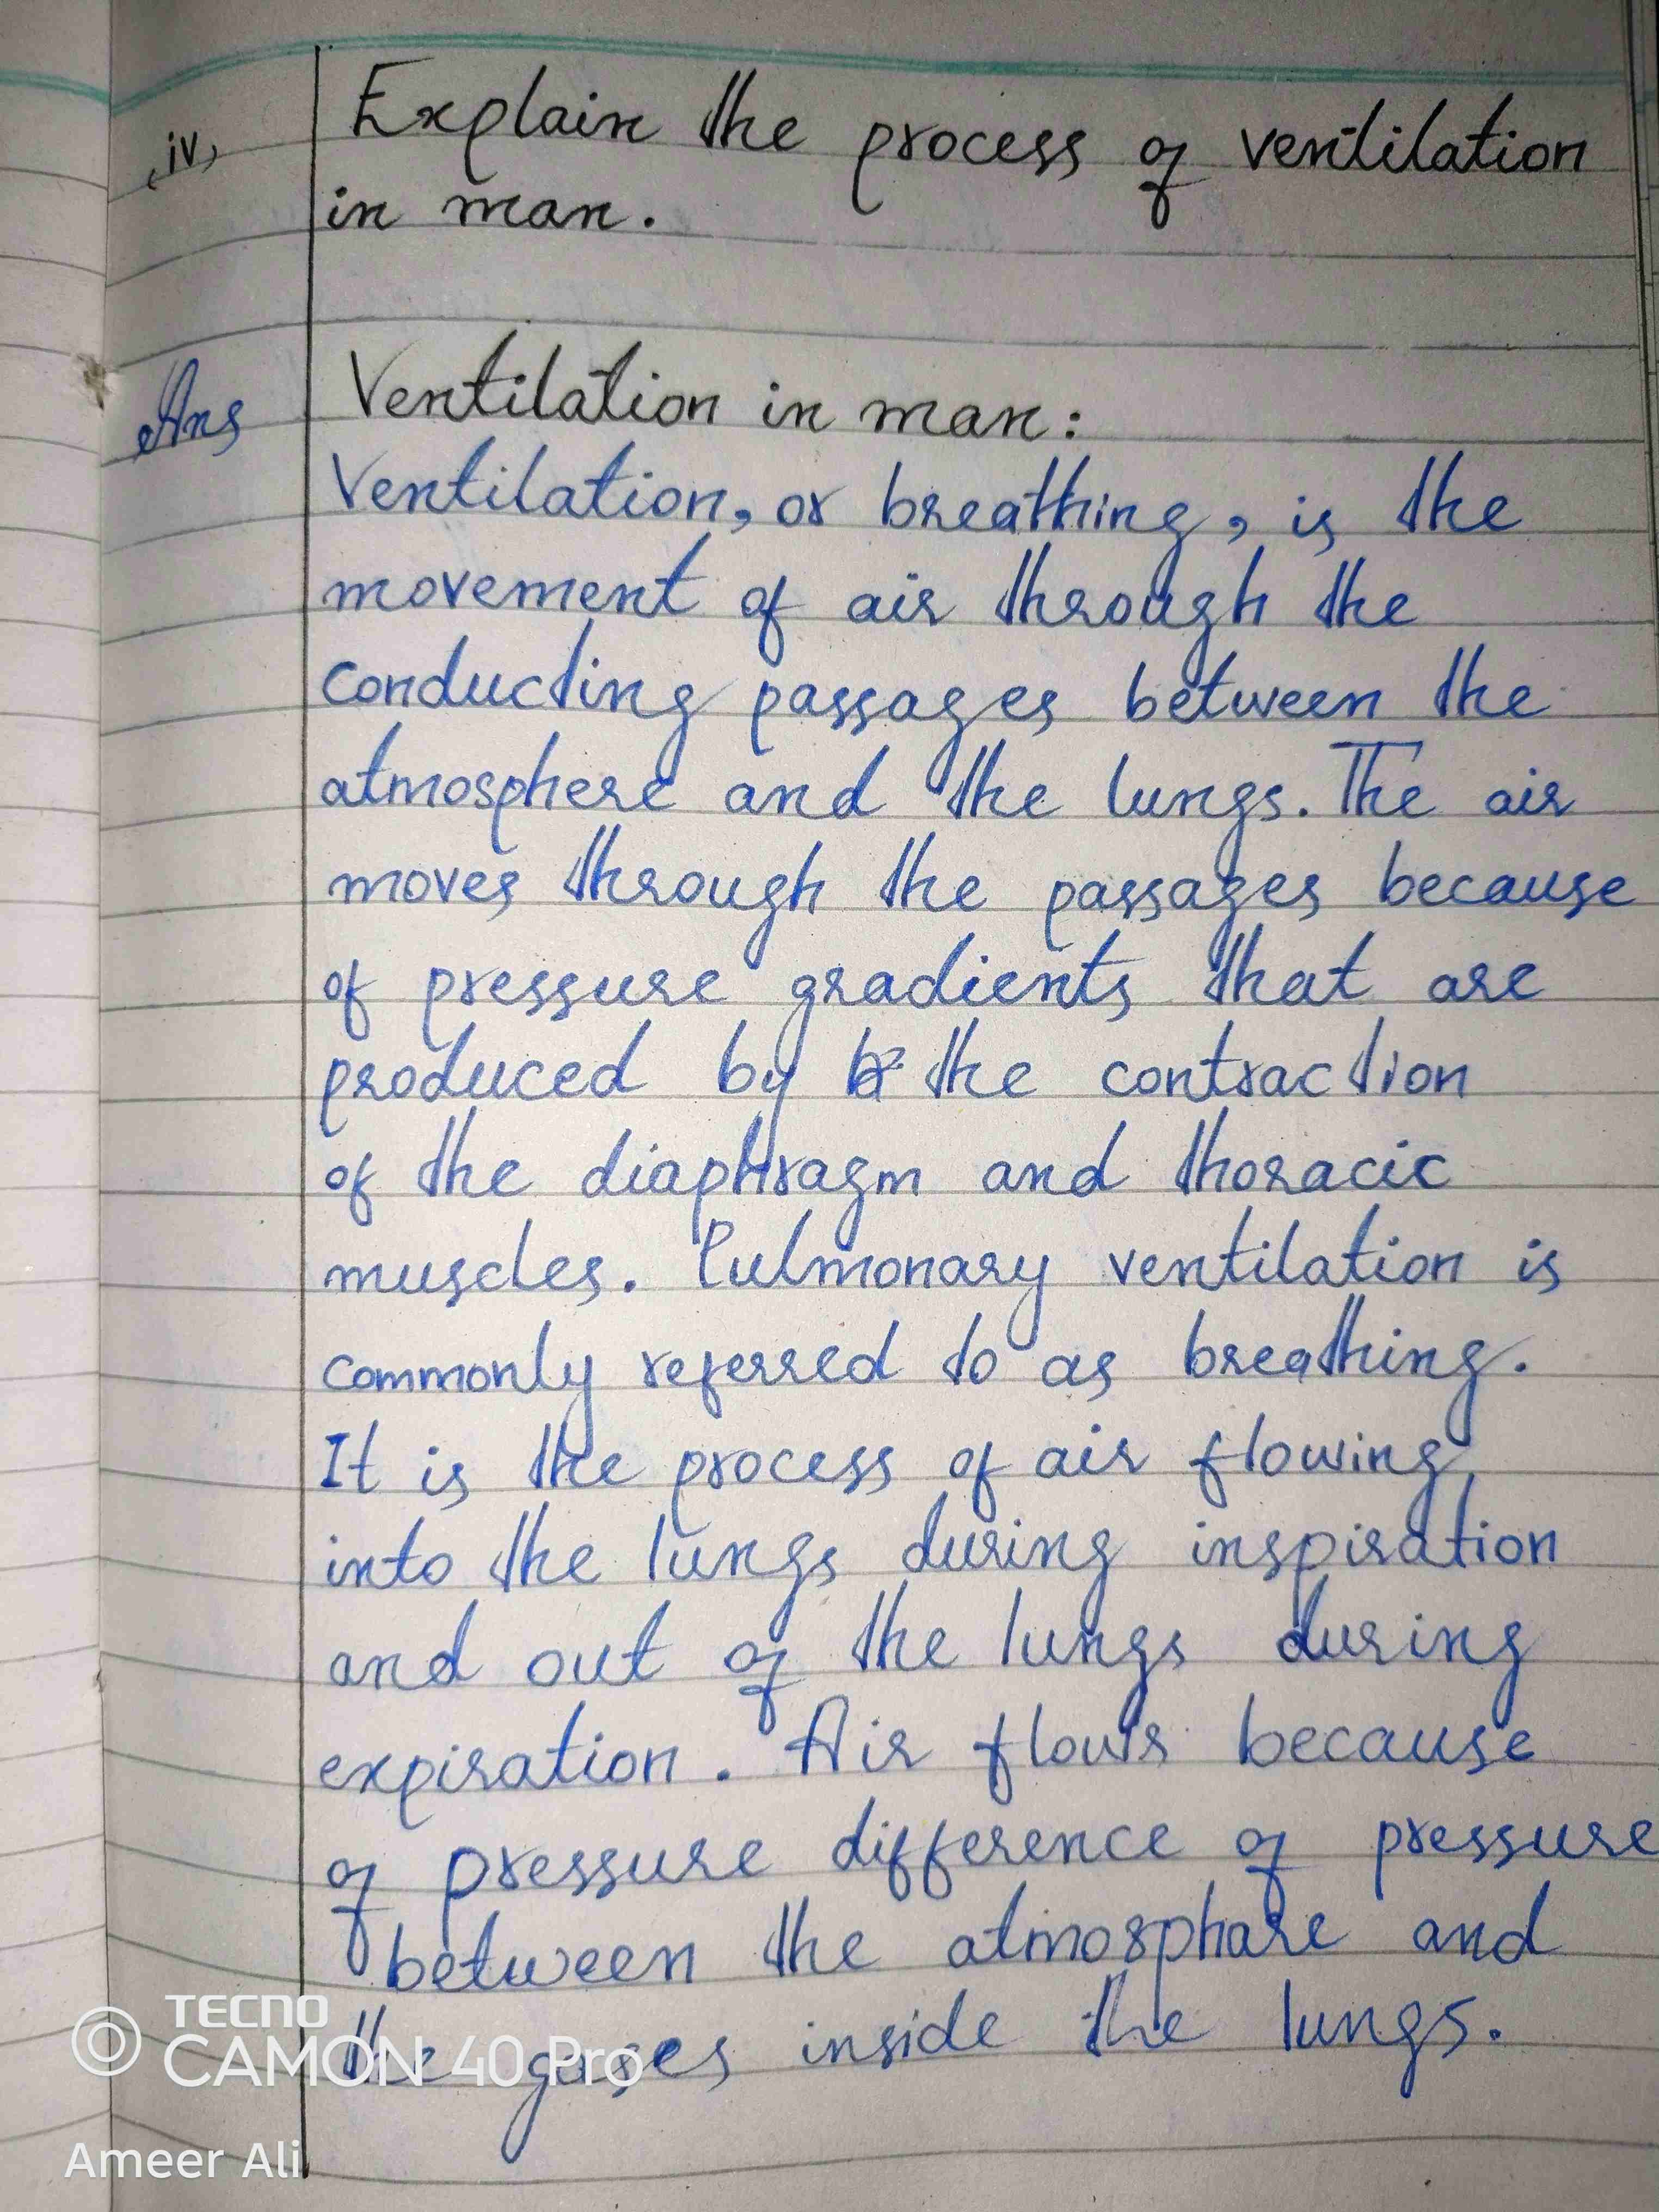 (iv) Explain the process of ventilation
in man.
Ans Ventilation in man:
Ventilation, or breathing, is the
movement of air through the
conducting passages between the
atmosphere and the lungs. The air
moves through the passages because
of pressure gradients that are
produced by the contraction
of the diaphragm and thoracic
muscles. Pulmonary ventilation is
commonly referred to as breathing.
It is the process of air flowing
into the lungs during inspiration
and out of the lungs during
expiration. Air flows because
of pressure difference of pressure
between the atmosphare and
the gases inside the lungs.
TECNO
CAMON 40 Pro
Ameer Ali